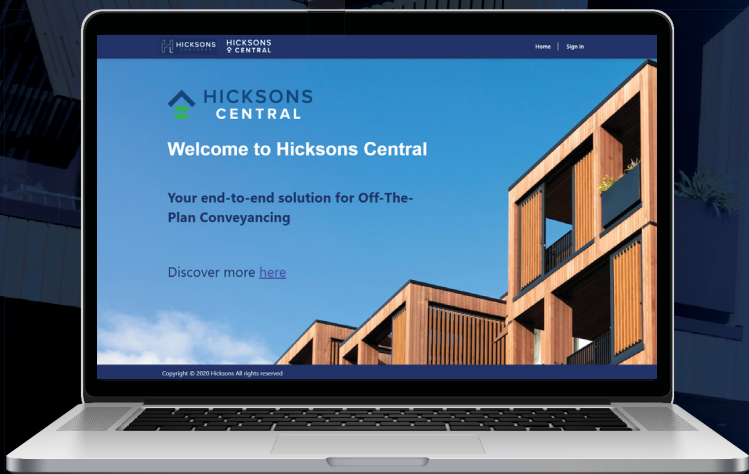 HICKSONS
HICKSONS
CENTRAL
Home | Sign in
HICKSONS
CENTRAL
Welcome to Hicksons Central
Your end-to-end solution for Off-The-
Plan Conveyancing
Discover more here
Copyright © 2020 Hicksons All rights reserved